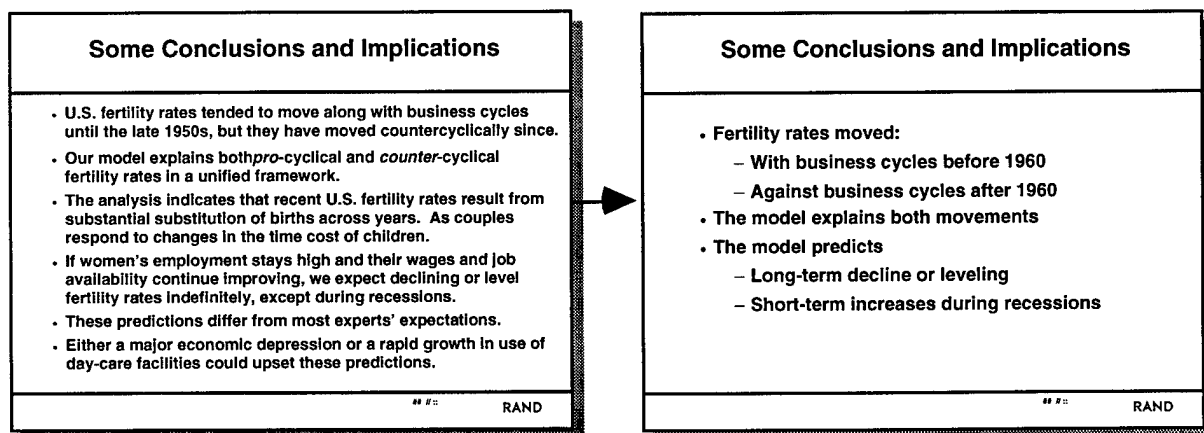 Some Conclusions and Implications
• U.S. fertility rates tended to move along with business cycles
until the late 1950s, but they have moved countercyclically since.
• Our model explains bothpro-cyclical and counter-cyclical
fertility rates in a unified framework.
• The analysis indicates that recent U.S. fertility rates result from
substantial substitution of births across years. As couples
respond to changes in the time cost of children.
• If women's employment stays high and their wages and job
availability continue improving, we expect declining or level
fertility rates indefinitely, except during recessions.
• These predictions differ from most experts' expectations.
• Either a major economic depression or a rapid growth in use of
day-care facilities could upset these predictions.
RAND
Some Conclusions and Implications
• Fertility rates moved:
– With business cycles before 1960
– Against business cycles after 1960
• The model explains both movements
• The model predicts
– Long-term decline or leveling
– Short-term increases during recessions
RAND